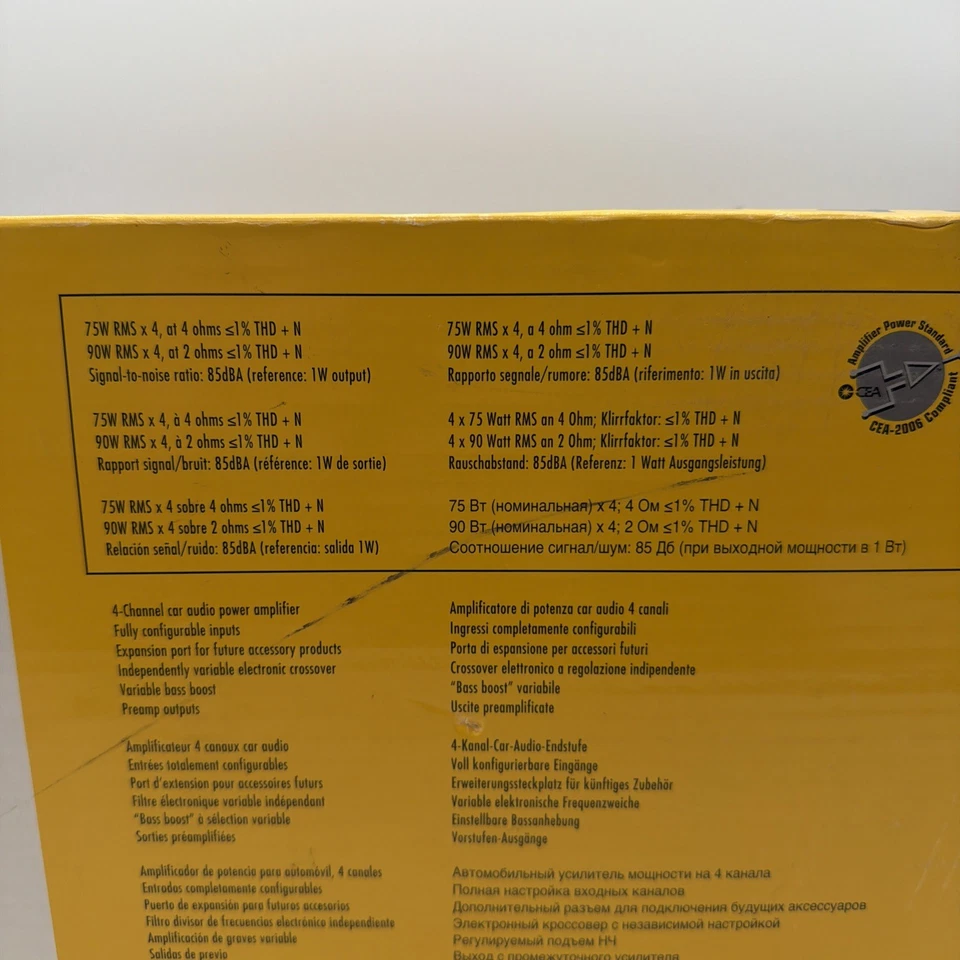 75W RMS x 4, at 4 ohms ≤1% THD + N
90W RMS x 4, at 2 ohms ≤1% THD + N
Signal-to-noise ratio: 85dBA (reference: 1W output)
75W RMS x 4, à 4 ohms ≤1% THD + N
90W RMS x 4, à 2 ohms ≤1% THD + N
Rapport signal/bruit: 85dBA (référence: 1W de sortie)
75W RMS x 4 sobre 4 ohms ≤1% THD + N
90W RMS x 4 sobre 2 ohms ≤1% THD + N
Relación señal/ruido: 85dBA (referencia: salida 1W)
75W RMS x 4, a 4 ohm ≤1% THD + N
90W RMS x 4, a 2 ohm ≤1% THD + N
Rapporto segnale/rumore: 85dBA (riferimento: 1W in uscita)
4 x 75 Watt RMS an 4 Ohm; Klirrfaktor: ≤1% THD + N
4 x 90 Watt RMS an 2 Ohm; Klirrfaktor: ≤1% THD + N
Rauschabstand: 85dBA (Referenz: 1 Watt Ausgangsleistung)
75 Вт (номинальная) x 4; 4 Ом ≤1% THD + N
90 Вт (номинальная) x 4; 2 Ом ≤1% THD + N
Соотношение сигнал/шум: 85 Дб (при выходной мощности в 1 Вт)
Amplifier Power Standard
CEA
CEA-2006 Compliant
4-Channel car audio power amplifier
Fully configurable inputs
Expansion port for future accessory products
Independently variable electronic crossover
Variable bass boost
Preamp outputs
Amplificateur 4 canaux car audio
Entrées totalement configurables
Port d'extension pour accessoires futurs
Filtre électronique variable indépendant
"Bass boost" à sélection variable
Sorties préamplifiées
Amplificador de potencia para automóvil, 4 canales
Entradas completamente configurables
Puerto de expansión para futuros accesorios
Filtro divisor de frecuencias electrónico independiente
Amplificación de graves variable
Salidas de previo
Amplificatore di potenza car audio 4 canali
Ingressi completamente configurabili
Porta di espansione per accessori futuri
Crossover elettronico a regolazione indipendente
"Bass boost" variabile
Uscite preamplificate
4-Kanal-Car-Audio-Endstufe
Voll konfigurierbare Eingänge
Erweiterungssteckplatz für künftiges Zubehör
Variable elektronische Frequenzweiche
Einstellbare Bassanhebung
Vorstufen-Ausgänge
Автомобильный усилитель мощности на 4 канала
Полная настройка входных каналов
Дополнительный разъем для подключения будущих аксессуаров
Электронный кроссовер с независимой настройкой
Регулируемый подъем НЧ
Выход с промежуточного усилителя